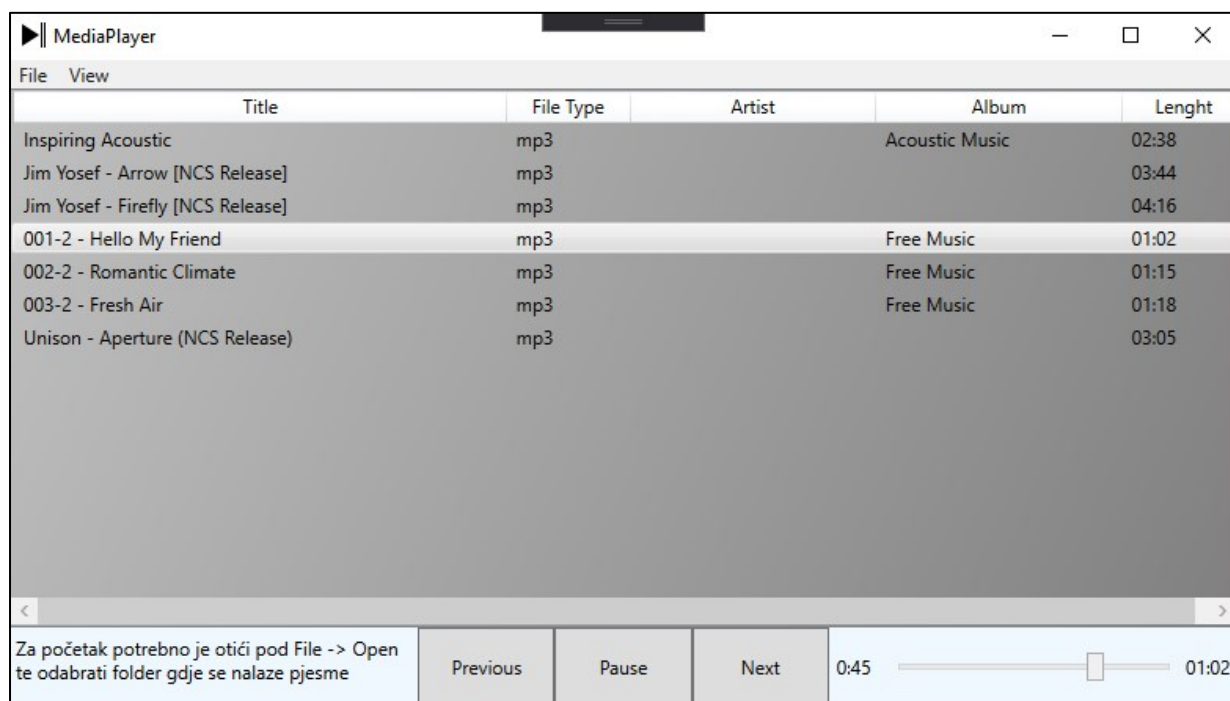 MediaPlayer
File View
Title File Type Artist Album Lenght
Inspiring Acoustic mp3 Acoustic Music 02:38
Jim Yosef - Arrow [NCS Release] mp3 03:44
Jim Yosef - Firefly [NCS Release] mp3 04:16
001-2 - Hello My Friend mp3 Free Music 01:02
002-2 - Romantic Climate mp3 Free Music 01:15
003-2 - Fresh Air mp3 Free Music 01:18
Unison - Aperture (NCS Release) mp3 03:05
Za početak potrebno je otići pod File -> Open
te odabrati folder gdje se nalaze pjesme
Previous Pause Next 0:45 01:02